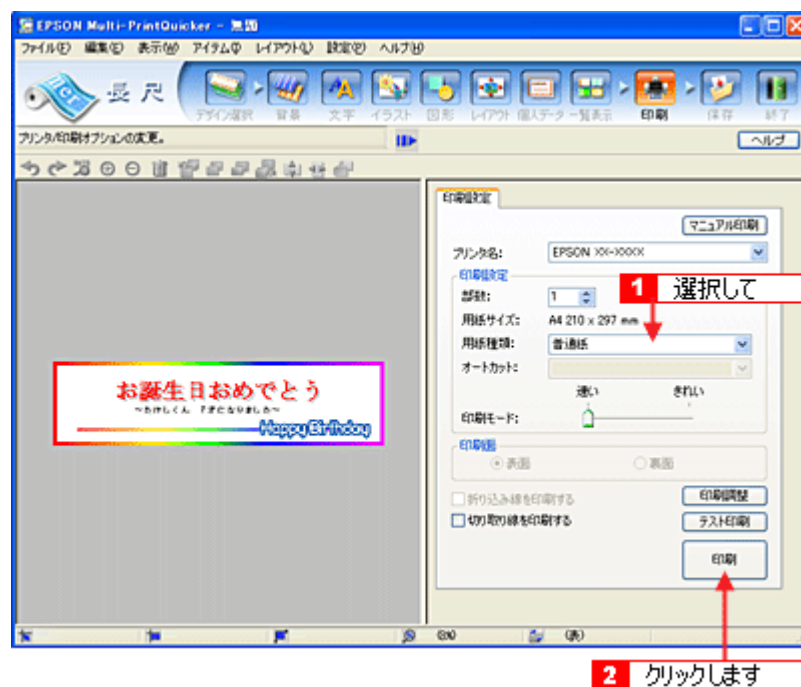 EPSON Multi-PrintQuicker - 無題
ファイル(F) 編集(E) 表示(W) アイテム(I) レイアウト(L) 設定(C) ヘルプ(H)
長尺
デザイン選択 背景 文字 イラスト 図形 レイアウト 個人データ 一覧表示 印刷 保存 終了
プリンタ/印刷オプションの変更。
ヘルプ
印刷設定
マニュアル印刷
プリンタ名: EPSON XX-XXXX
印刷設定
部数: 1
1 選択して
用紙サイズ: A4 210 x 297 mm
用紙種類: 普通紙
オートカット:
速い きれい
印刷モード:
印刷面
表面 裏面
折り込み線を印刷する
印刷調整
切り取り線を印刷する
テスト印刷
印刷
お誕生日おめでとう
Happy Birthday
(表)
2 クリックします